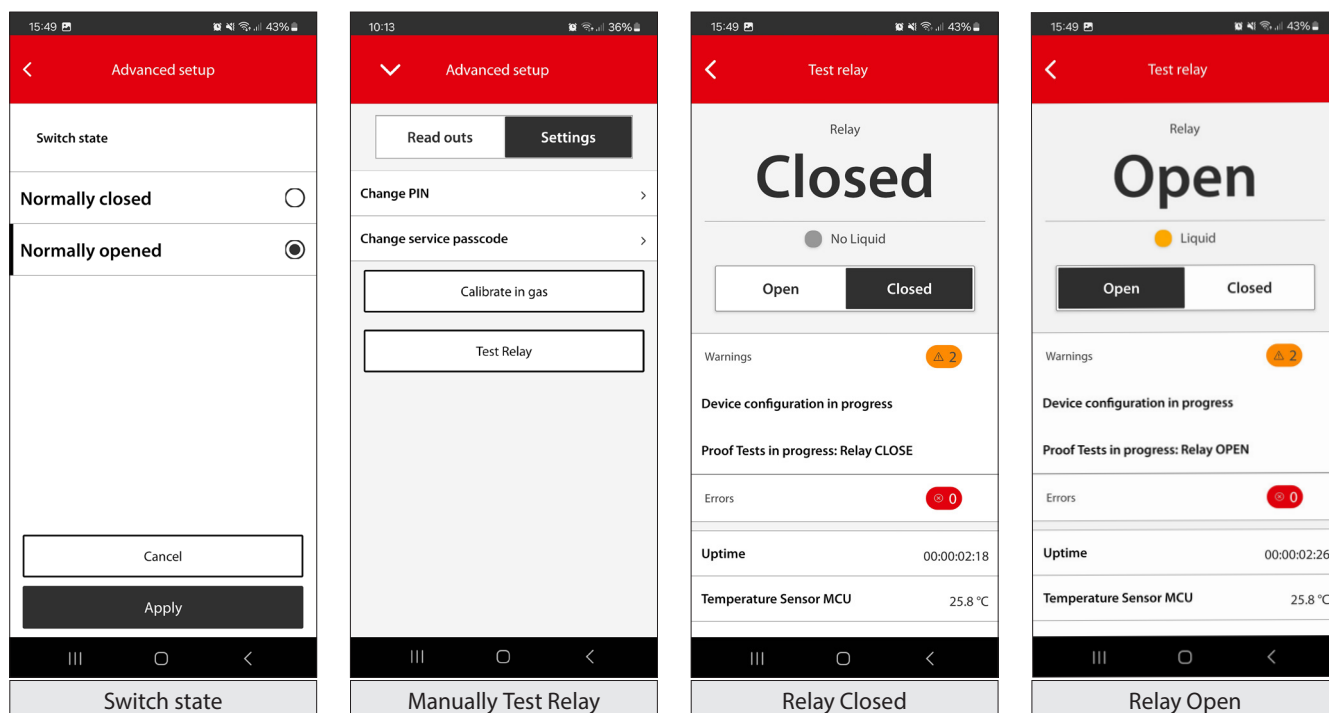 15:49
43%
Advanced setup
Switch state
Normally closed
Normally opened
Cancel
Apply
Switch state
10:13
36%
Advanced setup
Read outs
Settings
Change PIN
Change service passcode
Calibrate in gas
Test Relay
Manually Test Relay
15:49
43%
Test relay
Relay
Closed
No Liquid
Open
Closed
Warnings
2
Device configuration in progress
Proof Tests in progress: Relay CLOSE
Errors
0
Uptime
00:00:02:18
Temperature Sensor MCU
25.8 °C
Relay Closed
15:49
43%
Test relay
Relay
Open
Liquid
Open
Closed
Warnings
2
Device configuration in progress
Proof Tests in progress: Relay OPEN
Errors
0
Uptime
00:00:02:26
Temperature Sensor MCU
25.8 °C
Relay Open